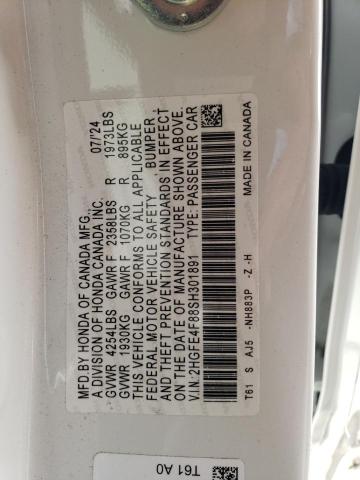 MFD.BY HONDA OF CANADA MFG. 07/24
A DIVISION OF HONDA CANADA INC.
GVWR 4254LBS GAWR F 2358LBS R 1973LBS
GVWR 1930KG GAWR F 1070KG R 895KG
THIS VEHICLE CONFORMS TO ALL APPLICABLE
FEDERAL MOTOR VEHICLE SAFETY BUMPER,
AND THEFT PREVENTION STANDARDS IN EFFECT
ON THE DATE OF MANUFACTURE SHOWN ABOVE.
V.I.N: 2HGFE4F88SH301891 TYPE: PASSENGER CAR
T61 S AJ5 -NH883P -Z -H MADE IN CANADA
T61 A0